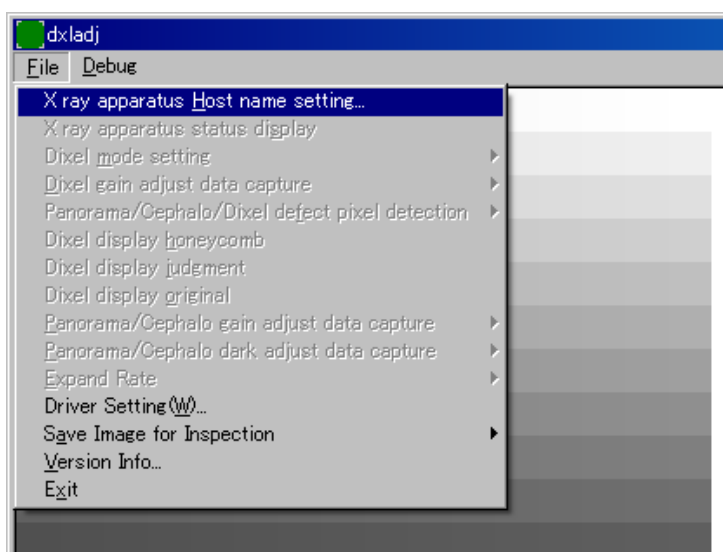 dxladj
File Debug
X ray apparatus Host name setting...
X ray apparatus status display
Dixel mode setting
Dixel gain adjust data capture
Panorama/Cephalo/Dixel defect pixel detection
Dixel display honeycomb
Dixel display judgment
Dixel display original
Panorama/Cephalo gain adjust data capture
Panorama/Cephalo dark adjust data capture
Expand Rate
Driver Setting(W)...
Save Image for Inspection
Version Info...
Exit